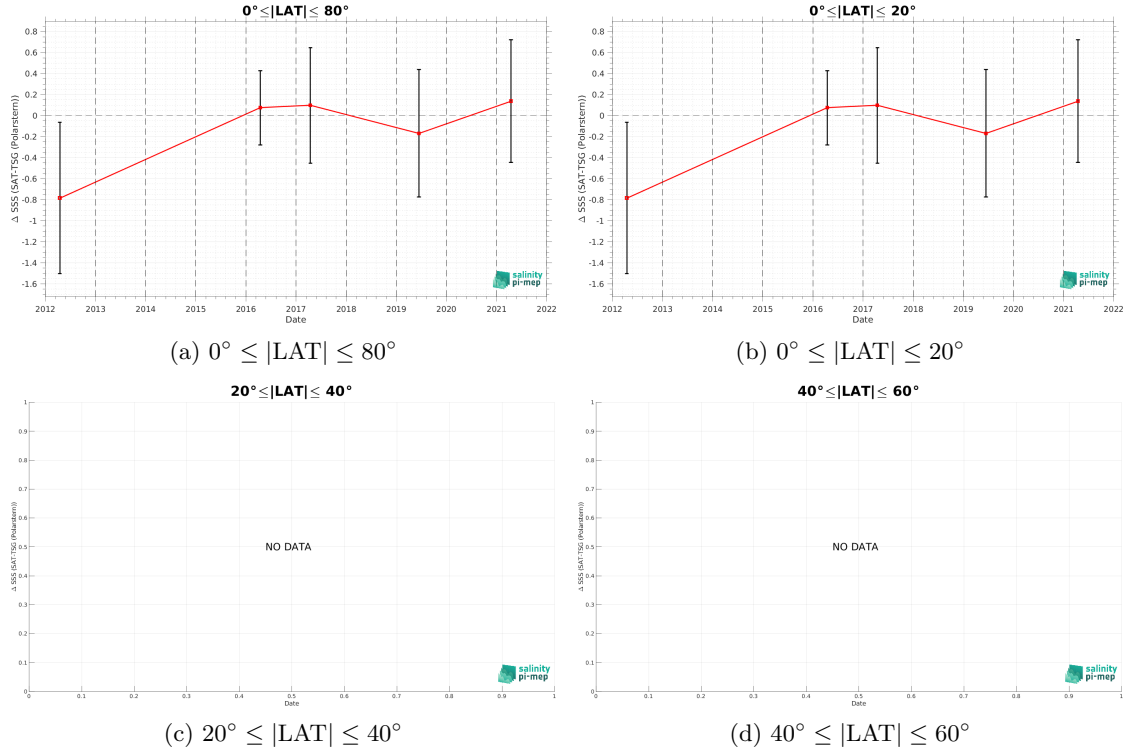 0°≤|LAT|≤ 80°
0.8
0.6
0.4
0.2
0
-0.2
-0.4
-0.6
-0.8
-1
-1.2
-1.4
-1.6
Δ SSS (SAT-TSG (Polarstern))
2012 2013 2014 2015 2016 2017 2018 2019 2020 2021 2022
Date
salinity
pi-mep
(a) 0° ≤ |LAT| ≤ 80°
0°≤|LAT|≤ 20°
0.8
0.6
0.4
0.2
0
-0.2
-0.4
-0.6
-0.8
-1
-1.2
-1.4
-1.6
Δ SSS (SAT-TSG (Polarstern))
2012 2013 2014 2015 2016 2017 2018 2019 2020 2021 2022
Date
salinity
pi-mep
(b) 0° ≤ |LAT| ≤ 20°
20°≤|LAT|≤ 40°
1
0.9
0.8
0.7
0.6
0.5
0.4
0.3
0.2
0.1
0
Δ SSS (SAT-TSG (Polarstern))
NO DATA
0 0.1 0.2 0.3 0.4 0.5 0.6 0.7 0.8 0.9 1
Date
salinity
pi-mep
(c) 20° ≤ |LAT| ≤ 40°
40°≤|LAT|≤ 60°
1
0.9
0.8
0.7
0.6
0.5
0.4
0.3
0.2
0.1
0
Δ SSS (SAT-TSG (Polarstern))
NO DATA
0 0.1 0.2 0.3 0.4 0.5 0.6 0.7 0.8 0.9 1
Date
salinity
pi-mep
(d) 40° ≤ |LAT| ≤ 60°